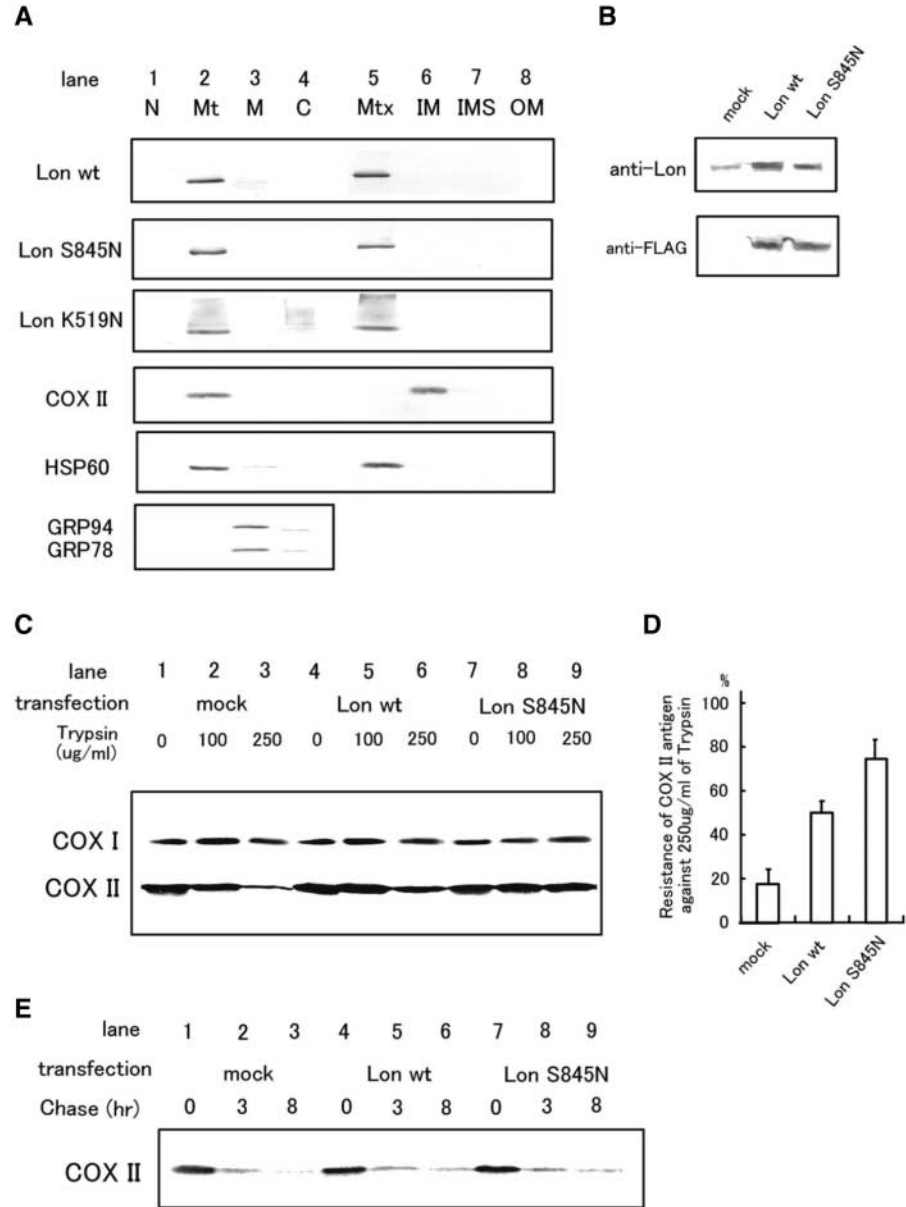 A
lane 1 2 3 4 5 6 7 8
N Mt M C Mtx IM IMS OM
Lon wt
Lon S845N
Lon K519N
COX II
HSP60
GRP94
GRP78
B
mock Lon wt Lon S845N
anti-Lon
anti-FLAG
C
lane 1 2 3 4 5 6 7 8 9
transfection mock Lon wt Lon S845N
Trypsin 0 100 250 0 100 250 0 100 250
(ug/ml)
COX I
COX II
D
%
100
80
60
40
20
0
Resistance of COX II antigen
against 250ug/ml of Trypsin
mock Lon wt Lon S845N
E
lane 1 2 3 4 5 6 7 8 9
transfection mock Lon wt Lon S845N
Chase (hr) 0 3 8 0 3 8 0 3 8
COX II